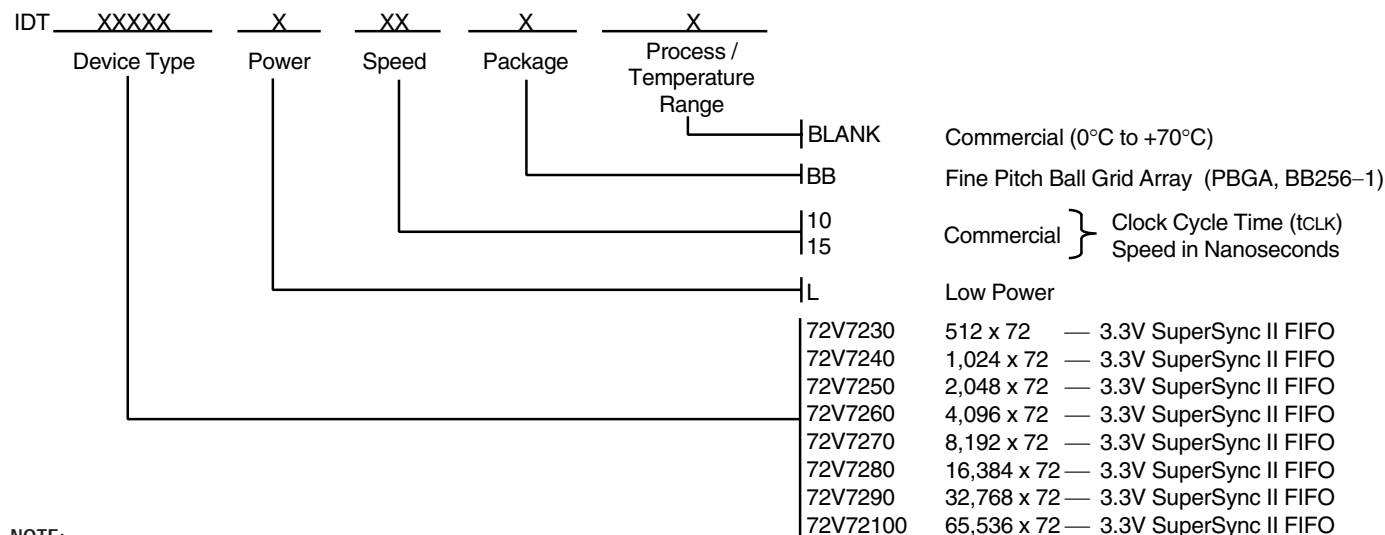 IDT XXXXX X XX X X
Device Type Power Speed Package Process /
Temperature
Range
BLANK Commercial (0°C to +70°C)
BB Fine Pitch Ball Grid Array (PBGA, BB256–1)
10
15 Commercial } Clock Cycle Time (tCLK)
Speed in Nanoseconds
L Low Power
72V7230 512 x 72 — 3.3V SuperSync II FIFO
72V7240 1,024 x 72 — 3.3V SuperSync II FIFO
72V7250 2,048 x 72 — 3.3V SuperSync II FIFO
72V7260 4,096 x 72 — 3.3V SuperSync II FIFO
72V7270 8,192 x 72 — 3.3V SuperSync II FIFO
72V7280 16,384 x 72 — 3.3V SuperSync II FIFO
72V7290 32,768 x 72 — 3.3V SuperSync II FIFO
72V72100 65,536 x 72 — 3.3V SuperSync II FIFO
NOTE: